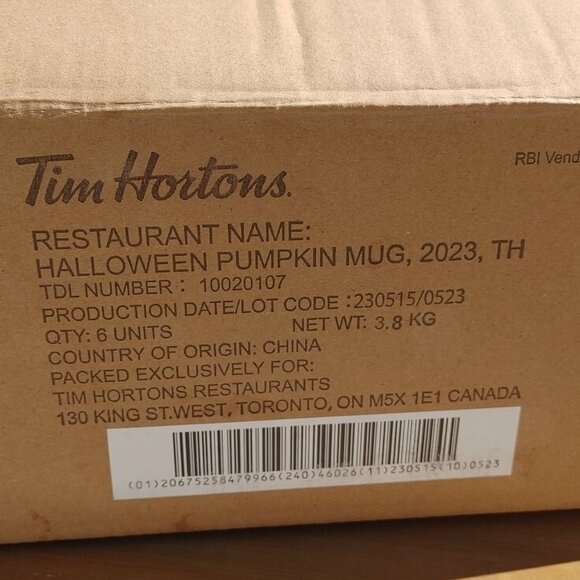 Tim Hortons.
RBI Vend
RESTAURANT NAME:
HALLOWEEN PUMPKIN MUG, 2023, TH
TDL NUMBER : 10020107
PRODUCTION DATE/LOT CODE :230515/0523
QTY: 6 UNITS NET WT: 3.8 KG
COUNTRY OF ORIGIN: CHINA
PACKED EXCLUSIVELY FOR:
TIM HORTONS RESTAURANTS
130 KING ST.WEST, TORONTO, ON M5X 1E1 CANADA
(01)20675258479966(240)46026(11)230515(10)0523